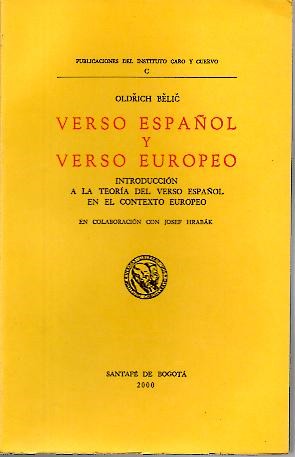 PUBLICACIONES DEL INSTITUTO CARO Y CUERVO
C
OLDŘICH BĚLIČ
VERSO ESPAÑOL
Y
VERSO EUROPEO
INTRODUCCIÓN
A LA TEORÍA DEL VERSO ESPAÑOL
EN EL CONTEXTO EUROPEO
EN COLABORACIÓN CON JOSEF HRABÁK
SANTAFÉ DE BOGOTÁ
2000